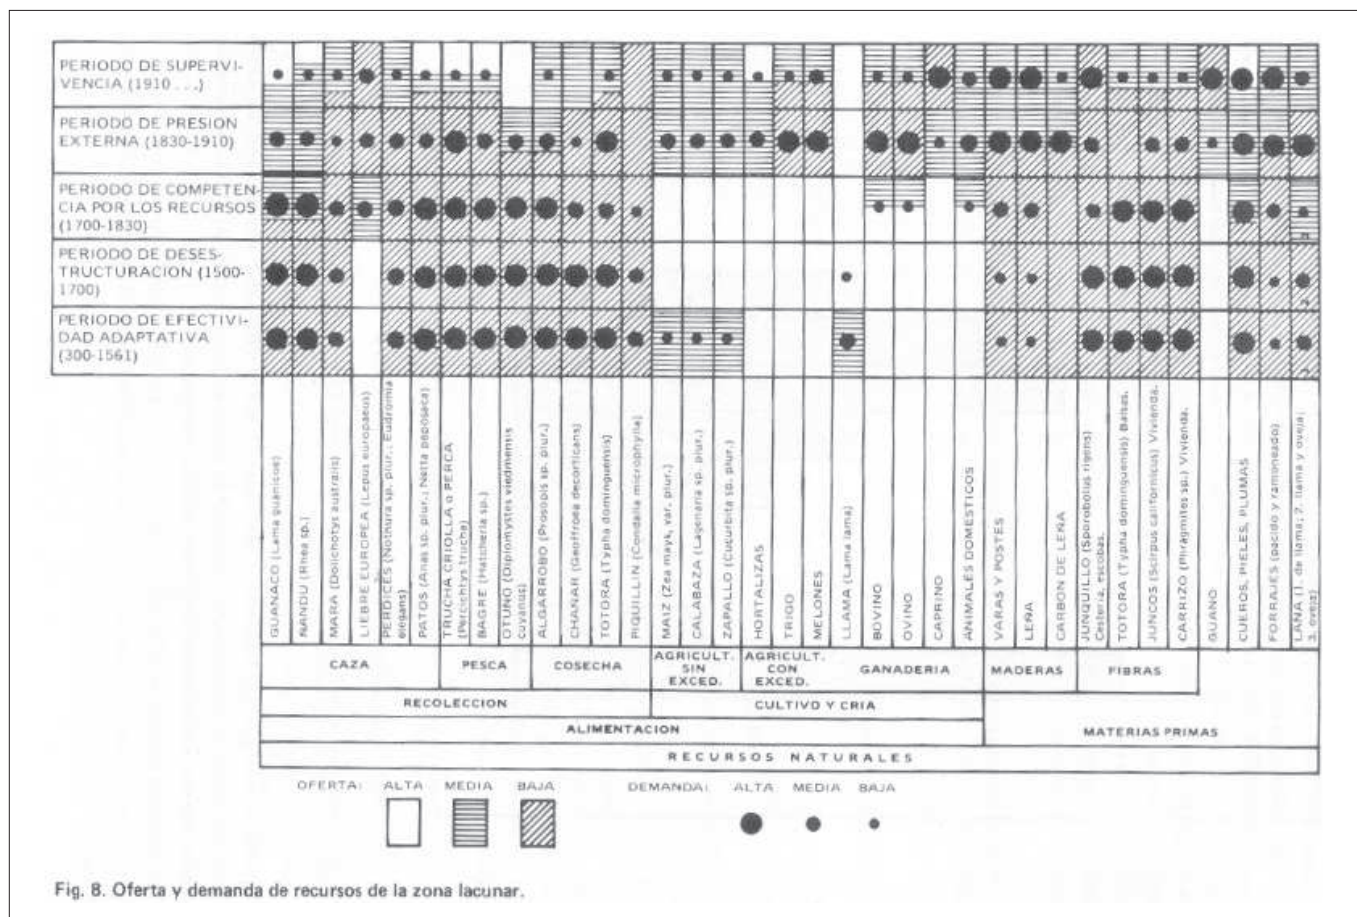 PERIODO DE SUPERVI-
VENCIA (1910 . . .)
PERIODO DE PRESION
EXTERNA (1830-1910)
PERIODO DE COMPETEN-
CIA POR LOS RECURSOS
(1700-1830)
PERIODO DE DESES-
TRUCTURACION (1500-
1700)
PERIODO DE EFECTIVI-
DAD ADAPTATIVA
(300-1561)
GUANACO (Lama guanicos)
ÑANDU (Rhea sp.)
MARA (Dolichotys australis)
LIEBRE EUROPEA (Lepus europaeus)
PERDICES (Nothura sp. plur.; Eudromia
elegans)
PATOS (Anas sp. plur.; Netta peposaca)
TRUCHA CRIOLLA o PERCA
(Percichtys trucha)
BAGRE (Hatcheria sp.)
OTUNO (Diplomystes viedmensis
cuyanus)
ALGARROBO (Prosopis sp. plur.)
CHANAR (Geoffroea decorticans)
TOTORA (Typha dominguensis)
PIQUILLIN (Condalia microphylla)
MAIZ (Zea mays, var. plur.)
CALABAZA (Lagenaria sp. plur.)
ZAPALLO (Cucurbita sp. plur.)
HORTALIZAS
TRIGO
MELONES
LLAMA (Lama lama)
BOVINO
OVINO
CAPRINO
ANIMALES DOMESTICOS
VARAS Y POSTES
LEÑA
CARBON DE LEÑA
JUNQUILLO (Sporobolius rigens)
Cestería, escobas.
TOTORA (Typha dominguensis) Balsas.
JUNCOS (Scirpus californicus) Vivienda.
CARRIZO (Phragmites sp.) Vivienda.
GUANO
CUEROS, PIELES, PLUMAS
FORRAJES (pacido y ramoneado)
LANA (1. de llama; 2. llama y oveja;
3. oveja)
CAZA
PESCA
COSECHA
AGRICULT.
SIN
EXCED.
AGRICULT.
CON
EXCED.
GANADERIA
MADERAS
FIBRAS
RECOLECCION
CULTIVO Y CRIA
ALIMENTACION
MATERIAS PRIMAS
RECURSOS NATURALES
OFERTA: ALTA MEDIA BAJA DEMANDA: ALTA MEDIA BAJA
Fig. 8. Oferta y demanda de recursos de la zona lacunar.